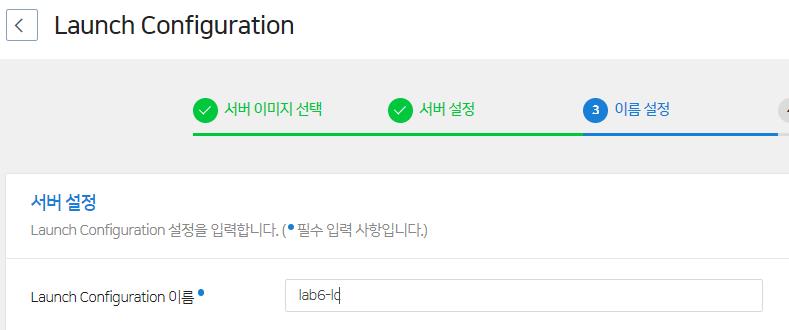 Launch Configuration
서버 이미지 선택
서버 설정
3 이름 설정
서버 설정
Launch Configuration 설정을 입력합니다. (• 필수 입력 사항입니다.)
Launch Configuration 이름 •
lab6-lc